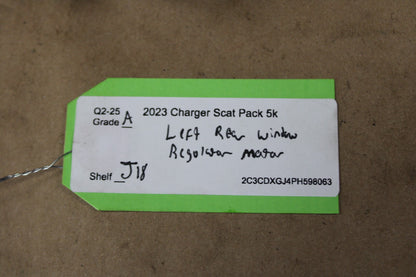 Q2-25 2023 Charger Scat Pack 5k
Grade A
Left Rear Window
Regulator Motor
Shelf J18
2C3CDXGJ4PH598063